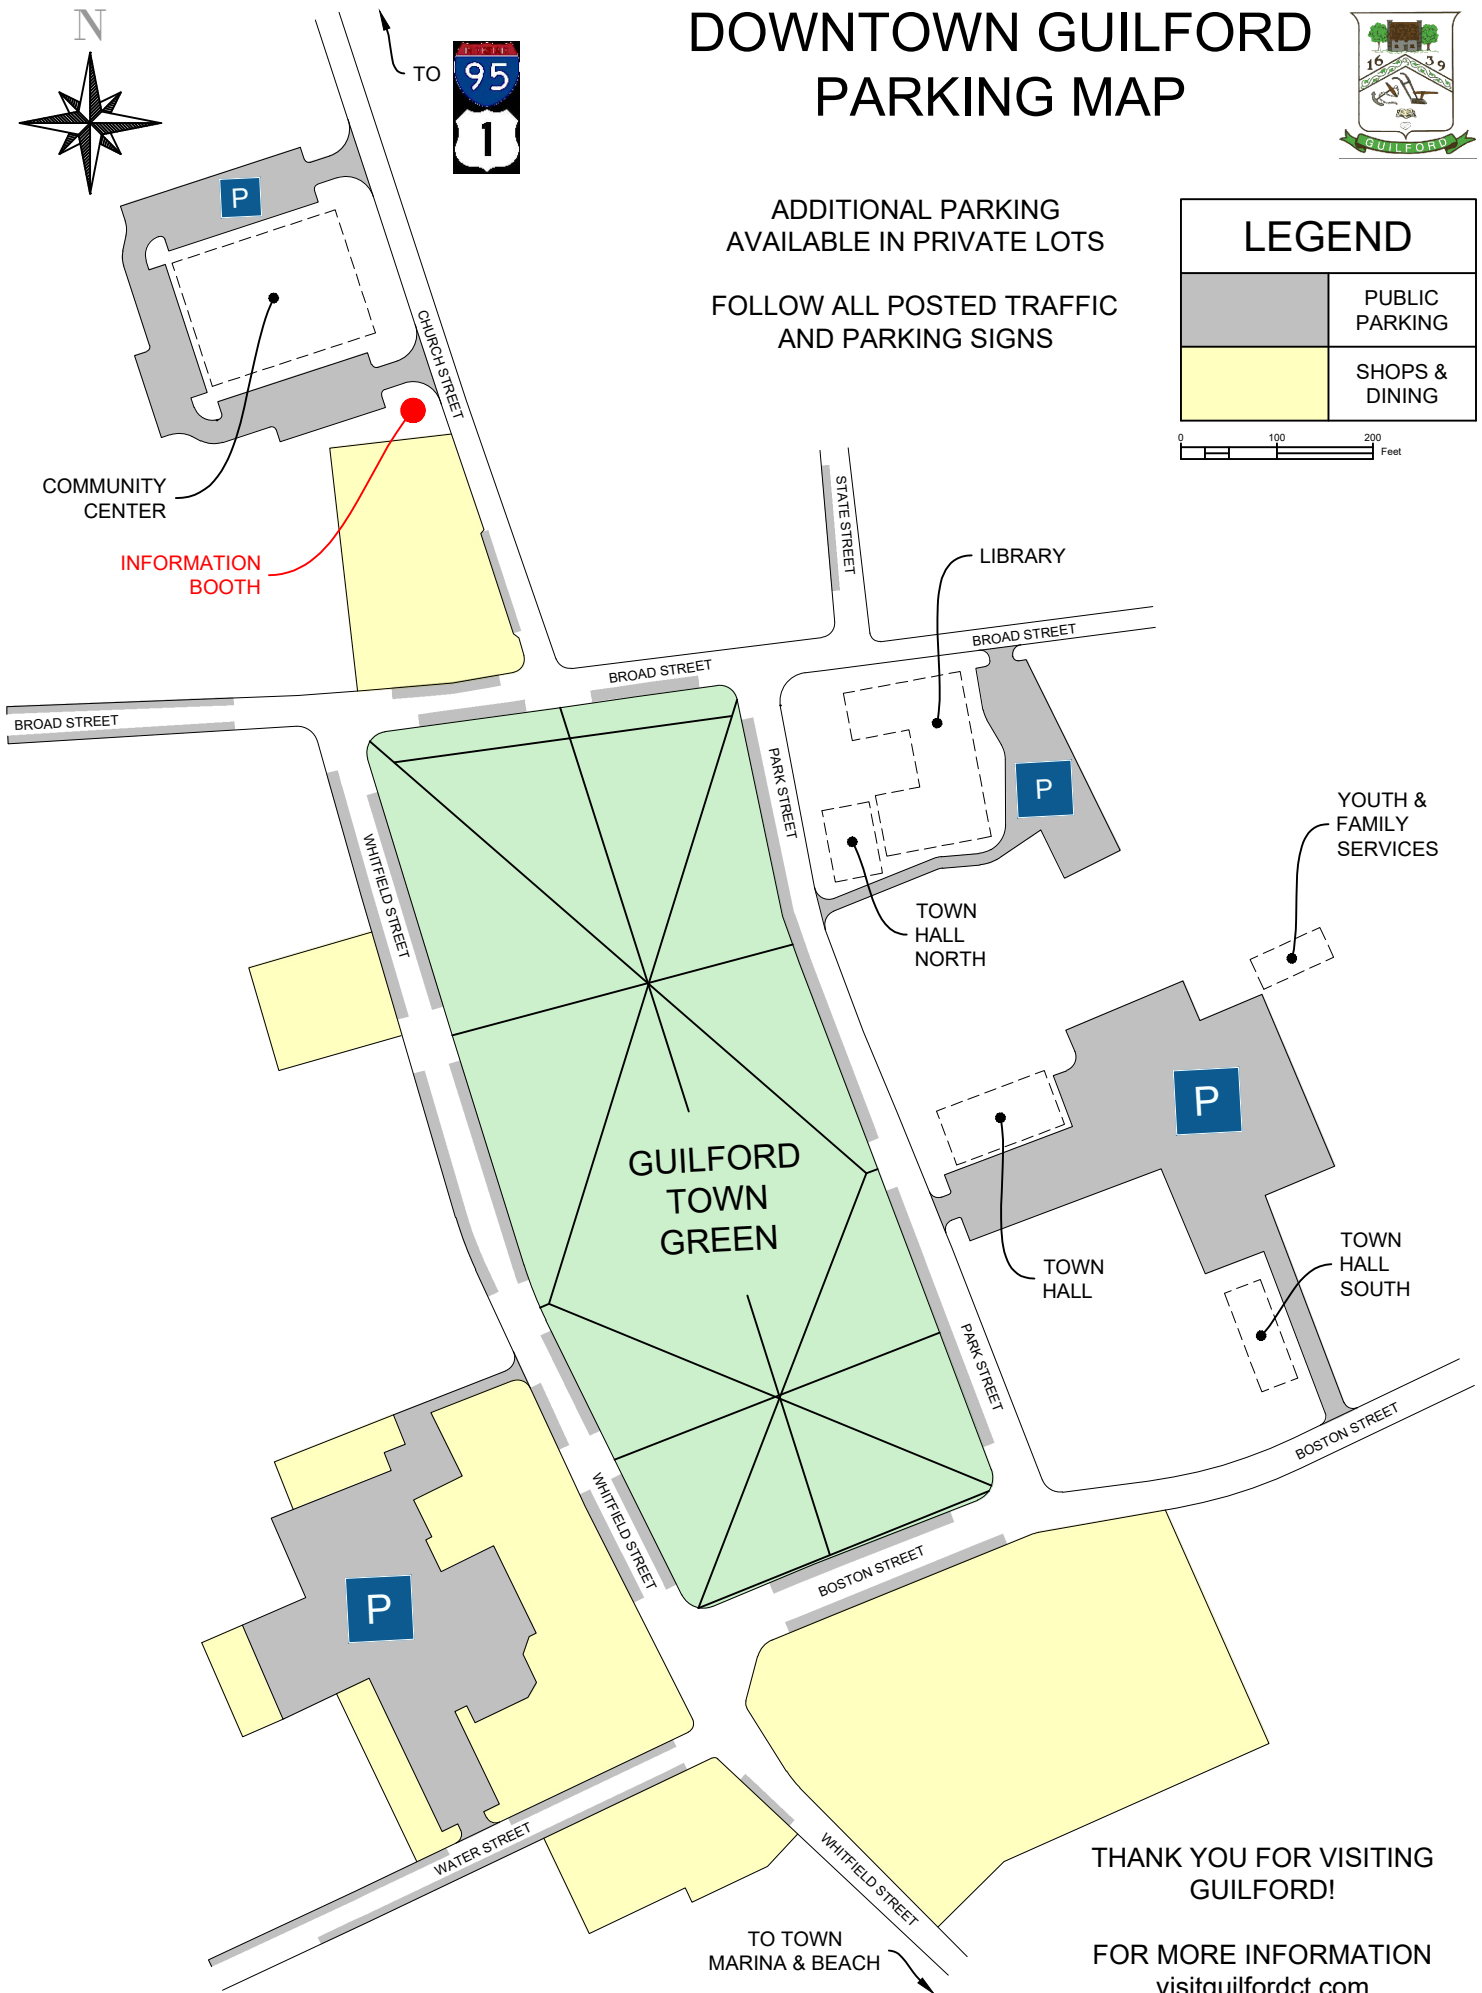 N
TO
95
1
DOWNTOWN GUILFORD
PARKING MAP
16 39
GUILFORD
ADDITIONAL PARKING
AVAILABLE IN PRIVATE LOTS
FOLLOW ALL POSTED TRAFFIC
AND PARKING SIGNS
LEGEND
PUBLIC
PARKING
SHOPS &
DINING
0 100 200
Feet
P
CHURCH STREET
COMMUNITY
CENTER
INFORMATION
BOOTH
STATE STREET
LIBRARY
BROAD STREET
BROAD STREET
BROAD STREET
PARK STREET
P
WHITFIELD STREET
YOUTH &
FAMILY
SERVICES
TOWN
HALL
NORTH
P
GUILFORD
TOWN
GREEN
TOWN
HALL
TOWN
HALL
SOUTH
PARK STREET
BOSTON STREET
WHITFIELD STREET
BOSTON STREET
P
WATER STREET
WHITFIELD STREET
TO TOWN
MARINA & BEACH
THANK YOU FOR VISITING
GUILFORD!
FOR MORE INFORMATION
visitguilfordct.com